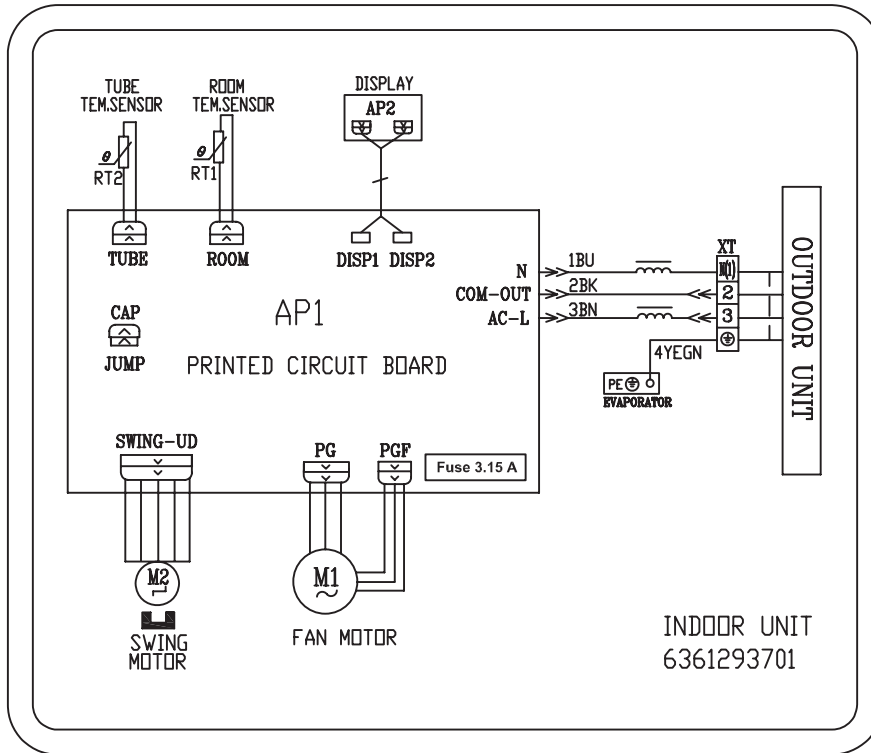 TUBE
TEM.SENSOR
ROOM
TEM.SENSOR
DISPLAY
AP2
θ
RT2
θ
RT1
TUBE
ROOM
DISP1 DISP2
N
COM-OUT
AC-L
1BU
2BK
3BN
4YEGN
XT
N(1)
2
3
OUTDOOR UNIT
PE
EVAPORATOR
CAP
JUMP
AP1
PRINTED CIRCUIT BOARD
SWING-UD
PG
PGF
Fuse 3.15 A
M2
SWING
MOTOR
M1
~
FAN MOTOR
INDOOR UNIT
6361293701